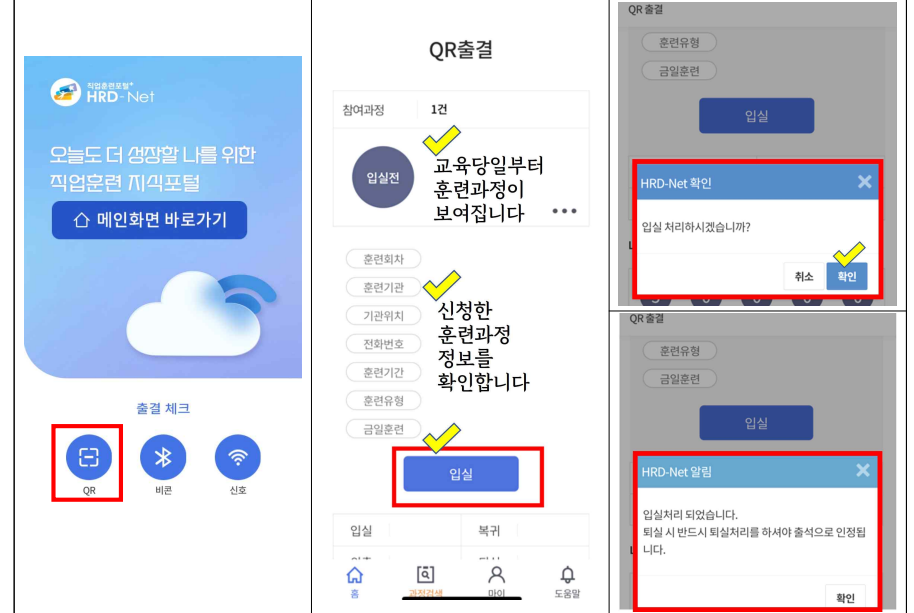 직업훈련포털
HRD-Net
오늘도 더 성장할 나를 위한
직업훈련 지식포털
메인화면 바로가기
출결 체크
QR
비콘
신호
QR출결
참여과정
1건
입실전
교육당일부터
훈련과정이
보여집니다
훈련회차
훈련기관
기관위치
전화번호
훈련기간
훈련유형
금일훈련
신청한
훈련과정
정보를
확인합니다
입실
입실
복귀
홈
과정검색
마이
도움말
QR출결
훈련유형
금일훈련
입실
HRD-Net 확인
입실 처리하시겠습니까?
취소
확인
QR출결
훈련유형
금일훈련
입실
HRD-Net 알림
입실처리 되었습니다.
퇴실 시 반드시 퇴실처리를 하셔야 출석으로 인정됩
니다.
확인